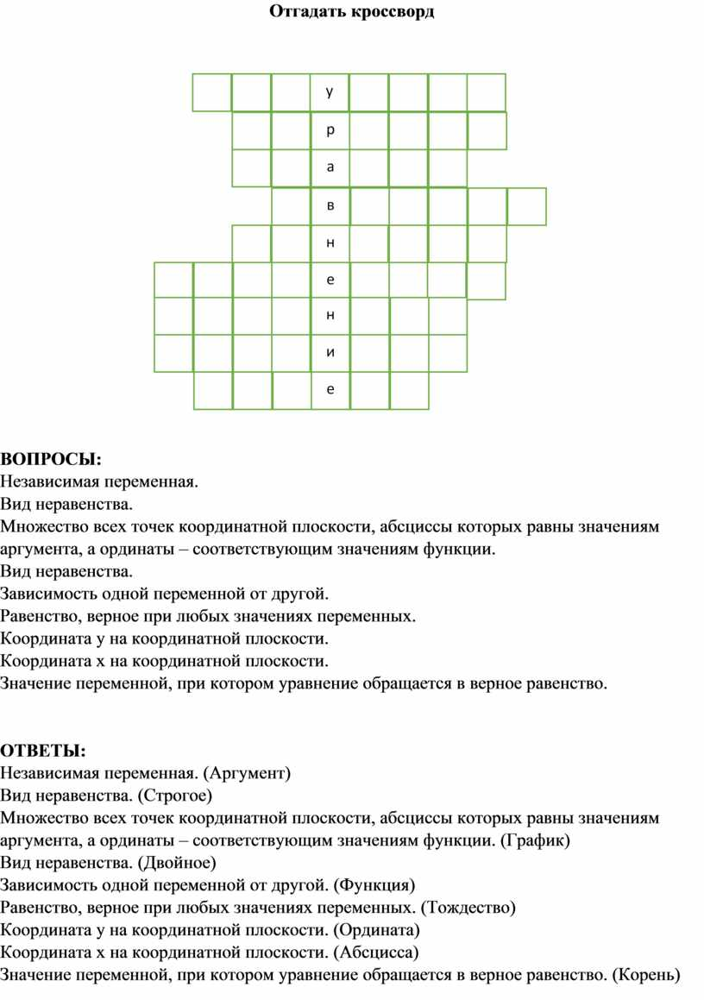 Отгадать кроссворд
у
р
а
в
н
е
н
и
е
ВОПРОСЫ:
Независимая переменная.
Вид неравенства.
Множество всех точек координатной плоскости, абсциссы которых равны значениям
аргумента, а ординаты – соответствующим значениям функции.
Вид неравенства.
Зависимость одной переменной от другой.
Равенство, верное при любых значениях переменных.
Координата у на координатной плоскости.
Координата х на координатной плоскости.
Значение переменной, при котором уравнение обращается в верное равенство.
ОТВЕТЫ:
Независимая переменная. (Аргумент)
Вид неравенства. (Строгое)
Множество всех точек координатной плоскости, абсциссы которых равны значениям
аргумента, а ординаты – соответствующим значениям функции. (График)
Вид неравенства. (Двойное)
Зависимость одной переменной от другой. (Функция)
Равенство, верное при любых значениях переменных. (Тождество)
Координата у на координатной плоскости. (Ордината)
Координата х на координатной плоскости. (Абсцисса)
Значение переменной, при котором уравнение обращается в верное равенство. (Корень)